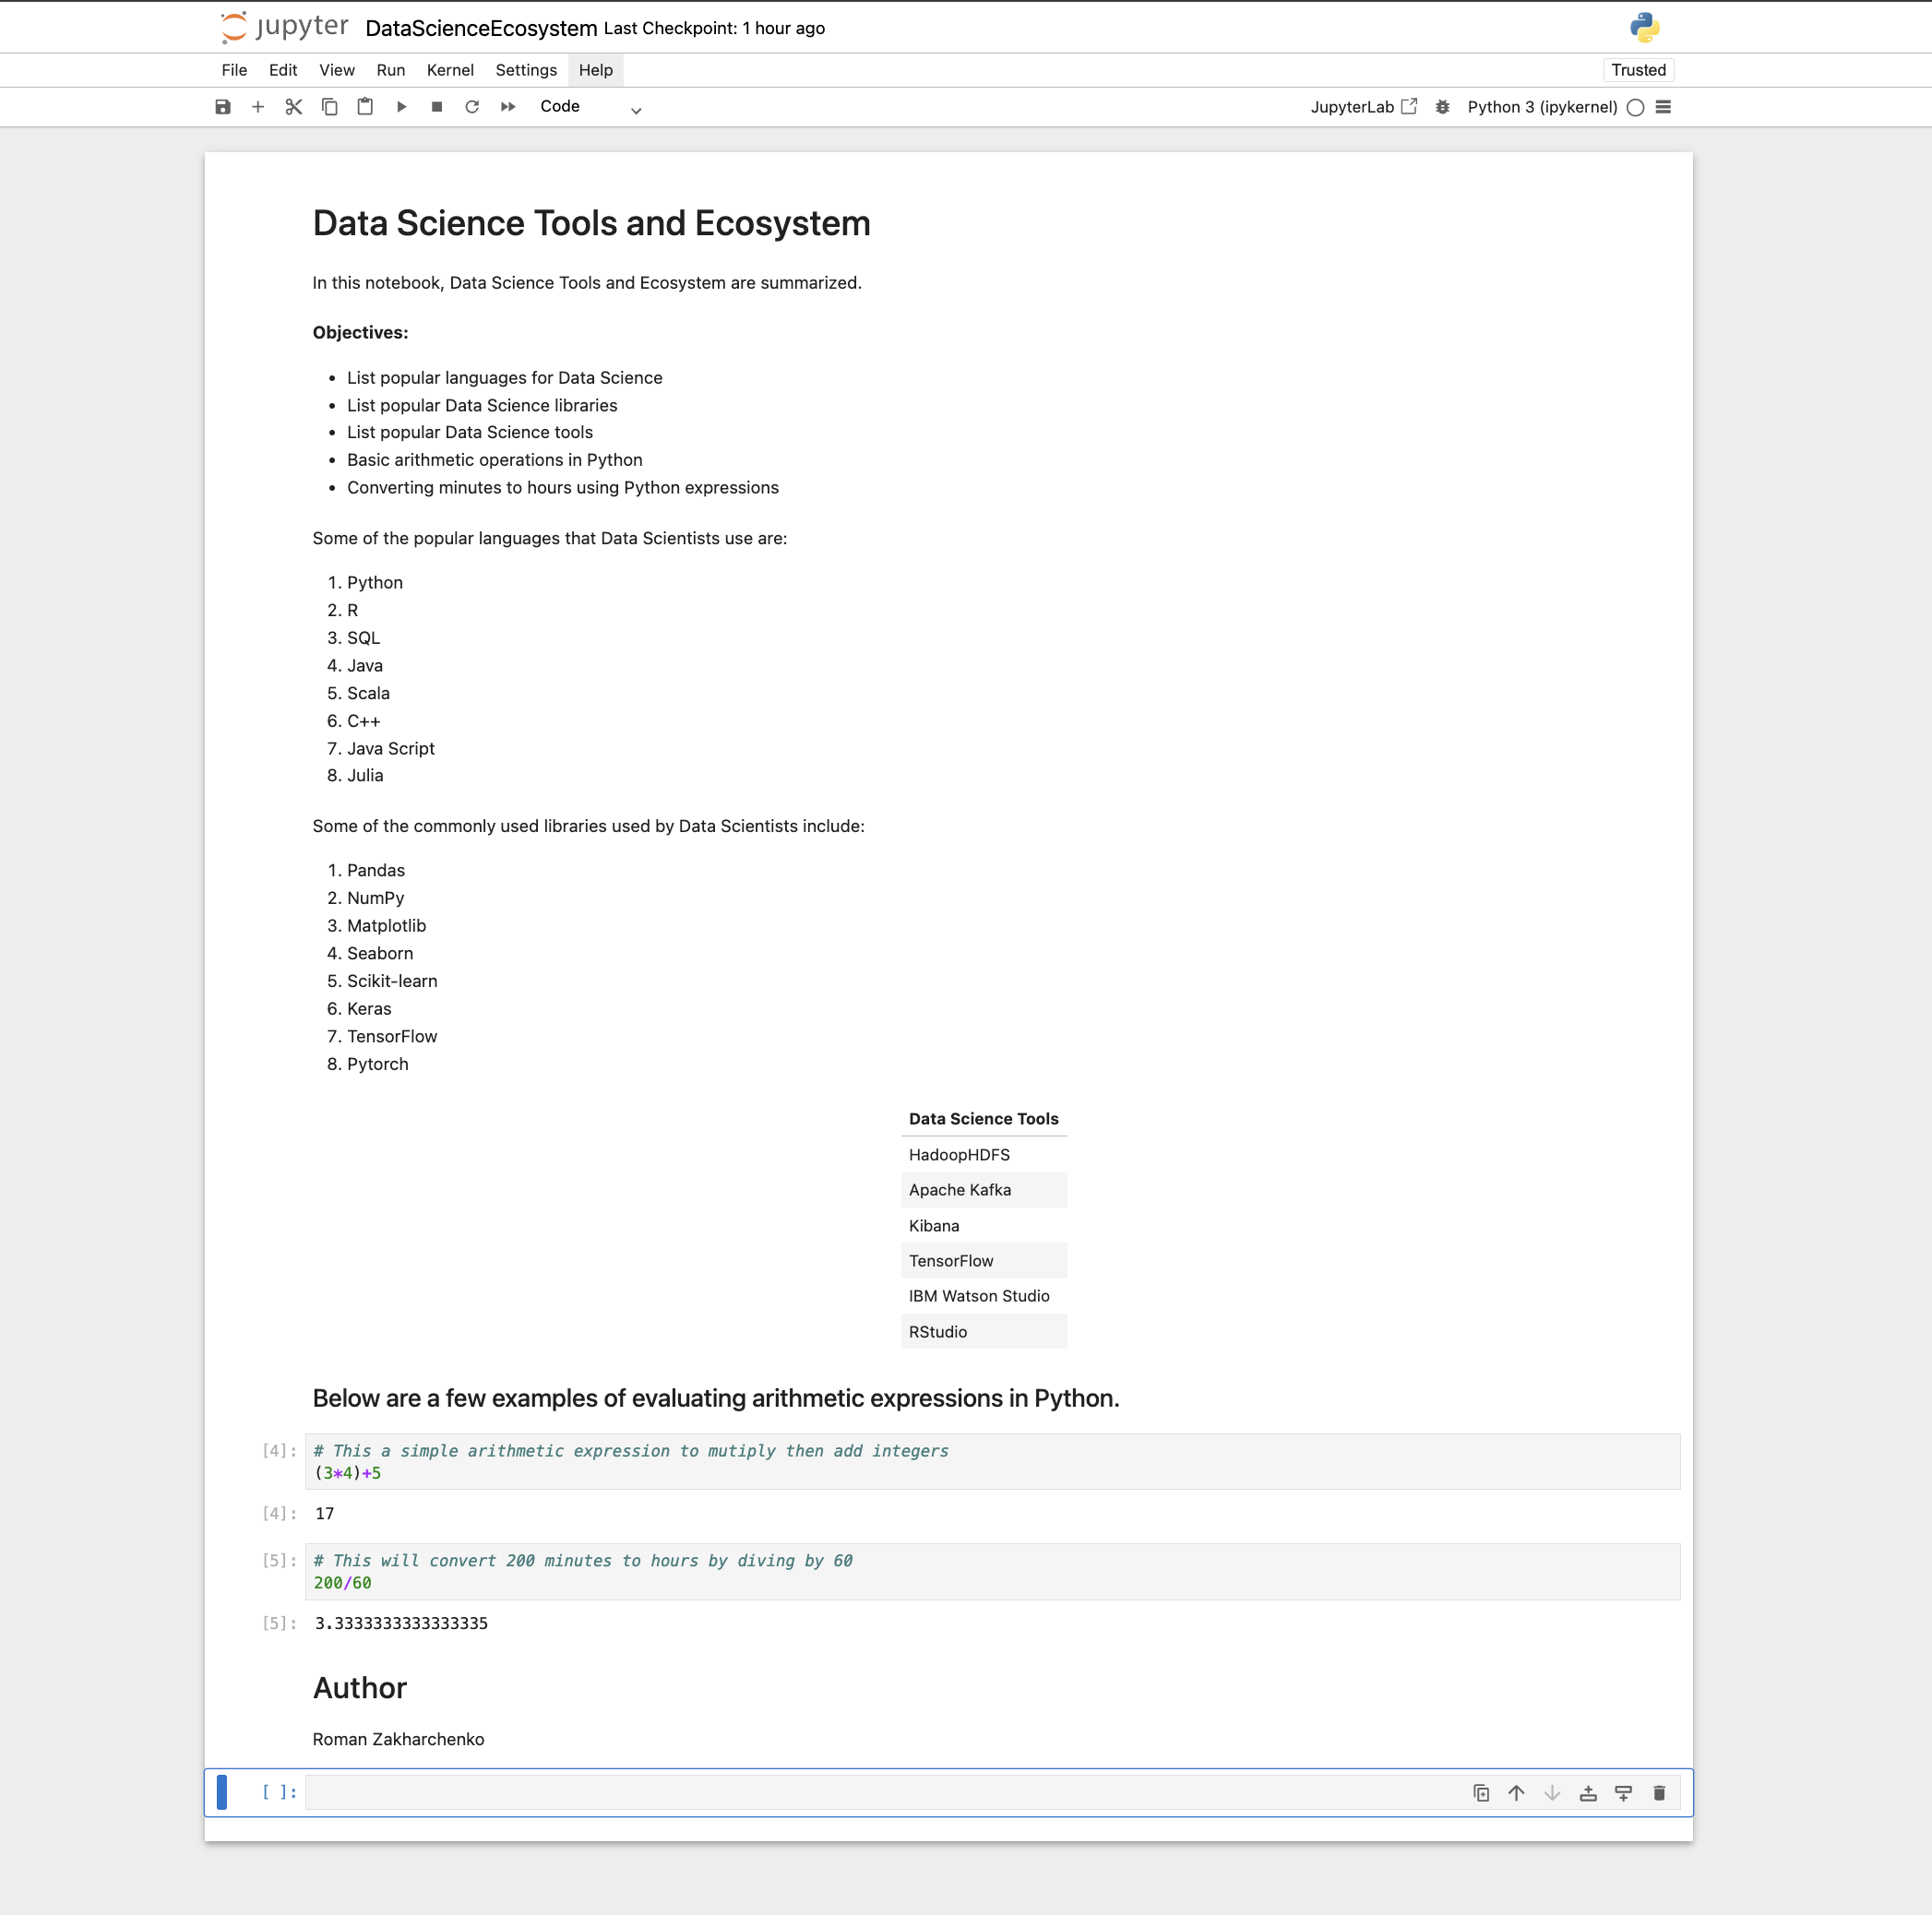 jupyter DataScienceEcosystem Last Checkpoint: 1 hour ago
File Edit View Run Kernel Settings Help Trusted
Code JupyterLab Python 3 (ipykernel)
Data Science Tools and Ecosystem
In this notebook, Data Science Tools and Ecosystem are summarized.
Objectives:
• List popular languages for Data Science
• List popular Data Science libraries
• List popular Data Science tools
• Basic arithmetic operations in Python
• Converting minutes to hours using Python expressions
Some of the popular languages that Data Scientists use are:
1. Python
2. R
3. SQL
4. Java
5. Scala
6. C++
7. Java Script
8. Julia
Some of the commonly used libraries used by Data Scientists include:
1. Pandas
2. NumPy
3. Matplotlib
4. Seaborn
5. Scikit-learn
6. Keras
7. TensorFlow
8. Pytorch
Data Science Tools
HadoopHDFS
Apache Kafka
Kibana
TensorFlow
IBM Watson Studio
RStudio
Below are a few examples of evaluating arithmetic expressions in Python.
[4]: # This a simple arithmetic expression to mutiply then add integers
(3*4)+5
[4]: 17
[5]: # This will convert 200 minutes to hours by diving by 60
200/60
[5]: 3.3333333333333335
Author
Roman Zakharchenko
[ ]: